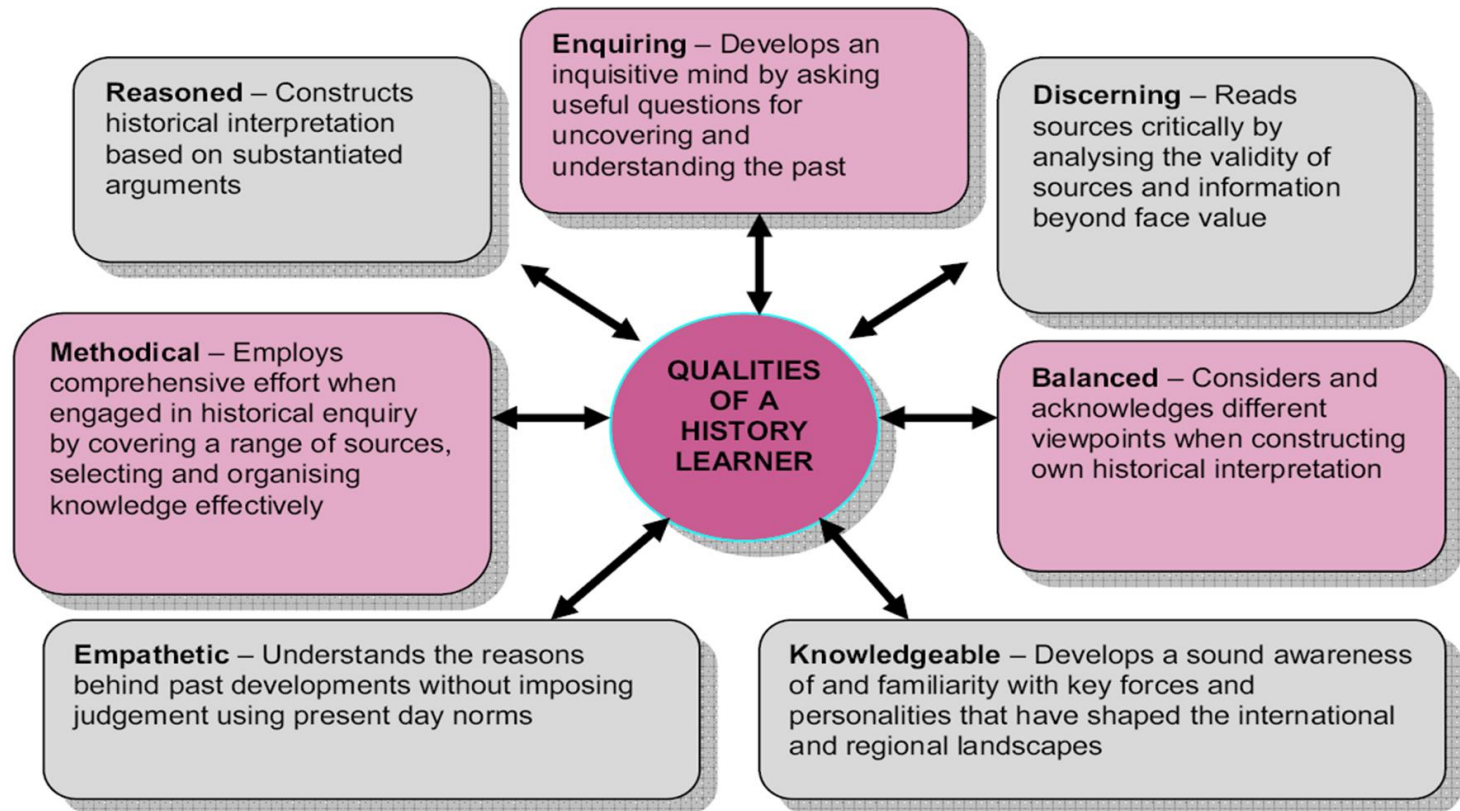 Enquiring – Develops an
inquisitive mind by asking
useful questions for
uncovering and
understanding the past
Reasoned – Constructs
historical interpretation
based on substantiated
arguments
Discerning – Reads
sources critically by
analysing the validity of
sources and information
beyond face value
Methodical – Employs
comprehensive effort when
engaged in historical enquiry
by covering a range of sources,
selecting and organising
knowledge effectively
QUALITIES
OF A
HISTORY
LEARNER
Balanced – Considers and
acknowledges different
viewpoints when constructing
own historical interpretation
Empathetic – Understands the reasons
behind past developments without imposing
judgement using present day norms
Knowledgeable – Develops a sound awareness
of and familiarity with key forces and
personalities that have shaped the international
and regional landscapes